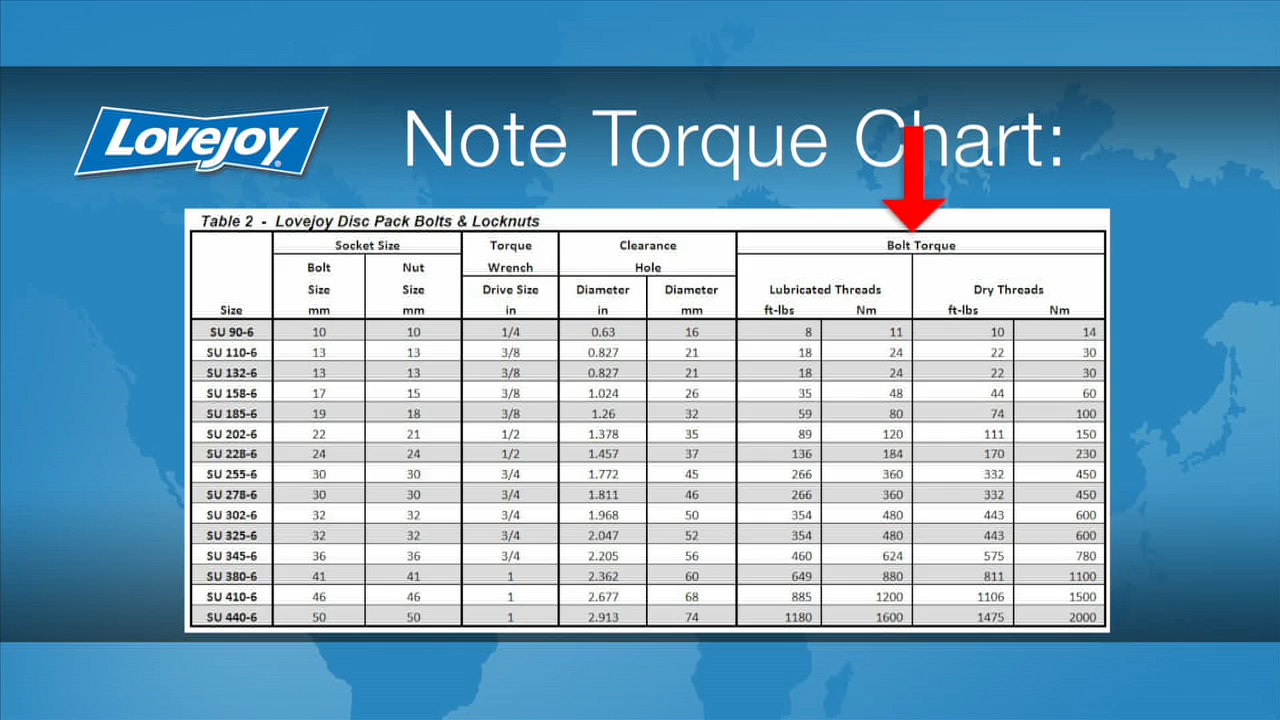 Lovejoy®
Note Torque Chart:
Table 2 - Lovejoy Disc Pack Bolts & Locknuts
Socket Size Torque Clearance Bolt Torque
Bolt Nut Wrench Hole
Size Size Drive Size Diameter Diameter Lubricated Threads Dry Threads
Size mm mm in in mm ft-lbs Nm ft-lbs Nm
SU 90-6 10 10 1/4 0.63 16 8 11 10 14
SU 110-6 13 13 3/8 0.827 21 18 24 22 30
SU 132-6 13 13 3/8 0.827 21 18 24 22 30
SU 158-6 17 15 3/8 1.024 26 35 48 44 60
SU 185-6 19 18 3/8 1.26 32 59 80 74 100
SU 202-6 22 21 1/2 1.378 35 89 120 111 150
SU 228-6 24 24 1/2 1.457 37 136 184 170 230
SU 255-6 30 30 3/4 1.772 45 266 360 332 450
SU 278-6 30 30 3/4 1.811 46 266 360 332 450
SU 302-6 32 32 3/4 1.968 50 354 480 443 600
SU 325-6 32 32 3/4 2.047 52 354 480 443 600
SU 345-6 36 36 3/4 2.205 56 460 624 575 780
SU 380-6 41 41 1 2.362 60 649 880 811 1100
SU 410-6 46 46 1 2.677 68 885 1200 1106 1500
SU 440-6 50 50 1 2.913 74 1180 1600 1475 2000